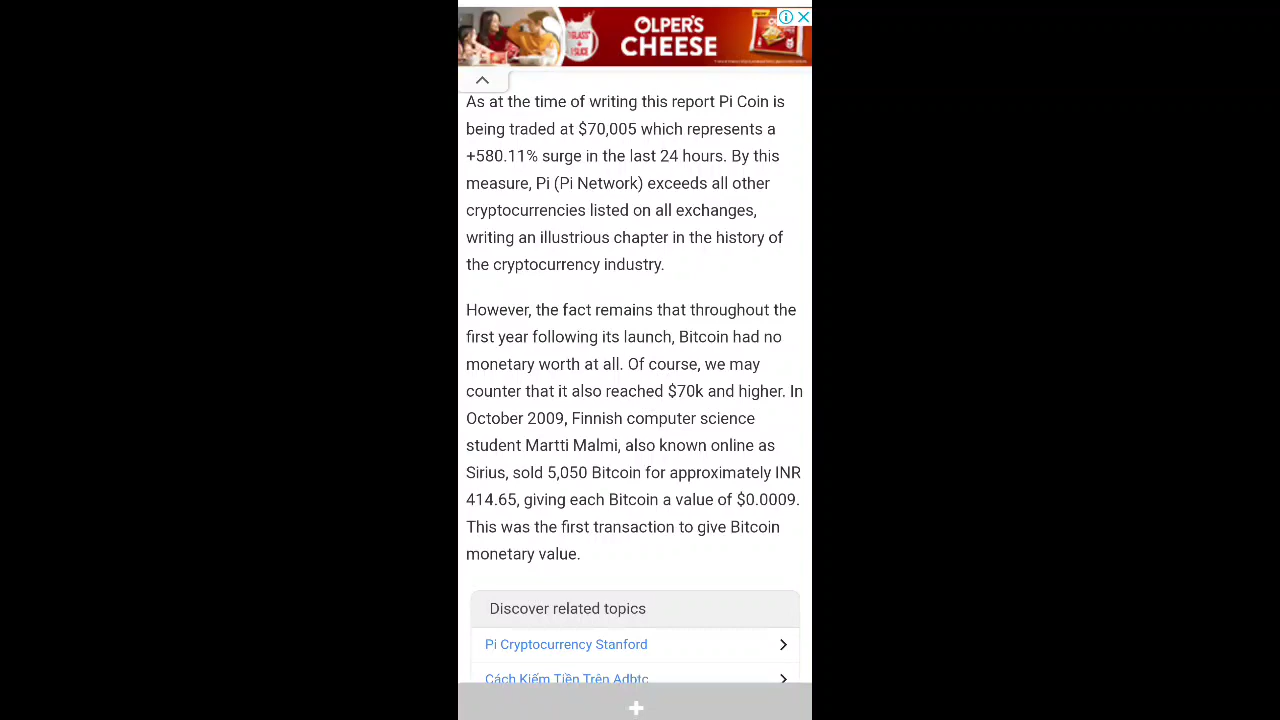 OLPER'S
CHEESE
As at the time of writing this report Pi Coin is
being traded at $70,005 which represents a
+580.11% surge in the last 24 hours. By this
measure, Pi (Pi Network) exceeds all other
cryptocurrencies listed on all exchanges,
writing an illustrious chapter in the history of
the cryptocurrency industry.
However, the fact remains that throughout the
first year following its launch, Bitcoin had no
monetary worth at all. Of course, we may
counter that it also reached $70k and higher. In
October 2009, Finnish computer science
student Martti Malmi, also known online as
Sirius, sold 5,050 Bitcoin for approximately INR
414.65, giving each Bitcoin a value of $0.0009.
This was the first transaction to give Bitcoin
monetary value.
Discover related topics
Pi Cryptocurrency Stanford
Cách Kiếm Tiền Trên Adbtc